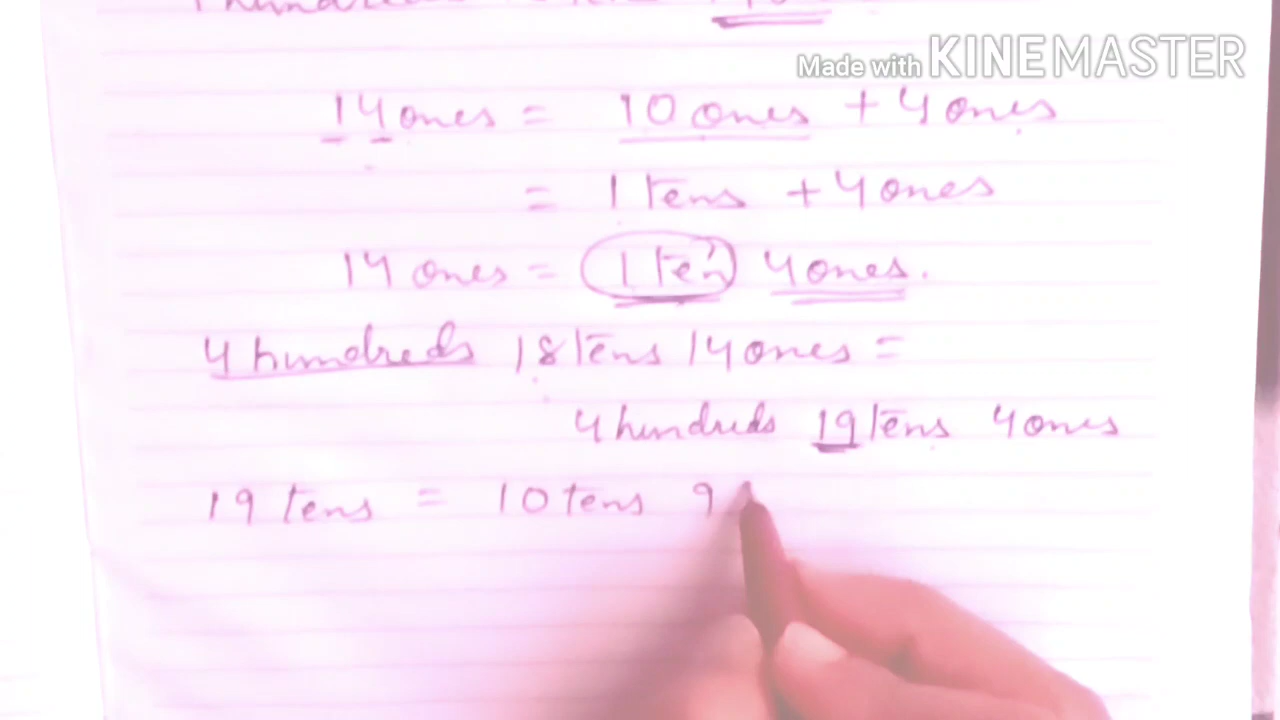 Made with KINEMASTER
14 ones = 10 ones + 4 ones
= 1 tens + 4 ones
14 ones = 1 ten 4 ones.
4 hundreds 18 tens 14 ones =
4 hundreds 19 tens 4 ones
19 tens = 10 tens 9